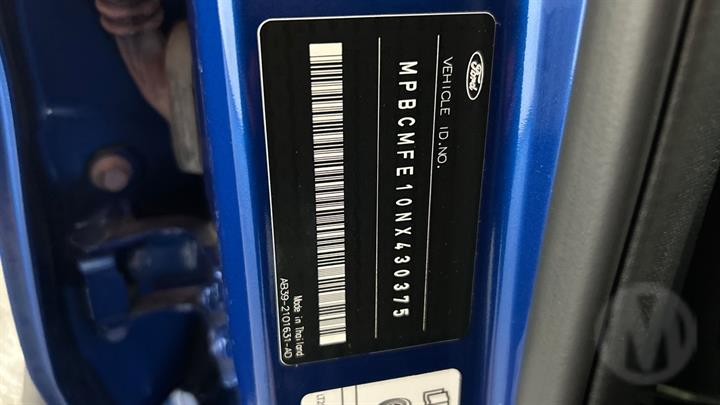 Ford
VEHICLE ID.NO.
MPBCMFE10NX430375
Made in Thailand
AB39-2101631-AD